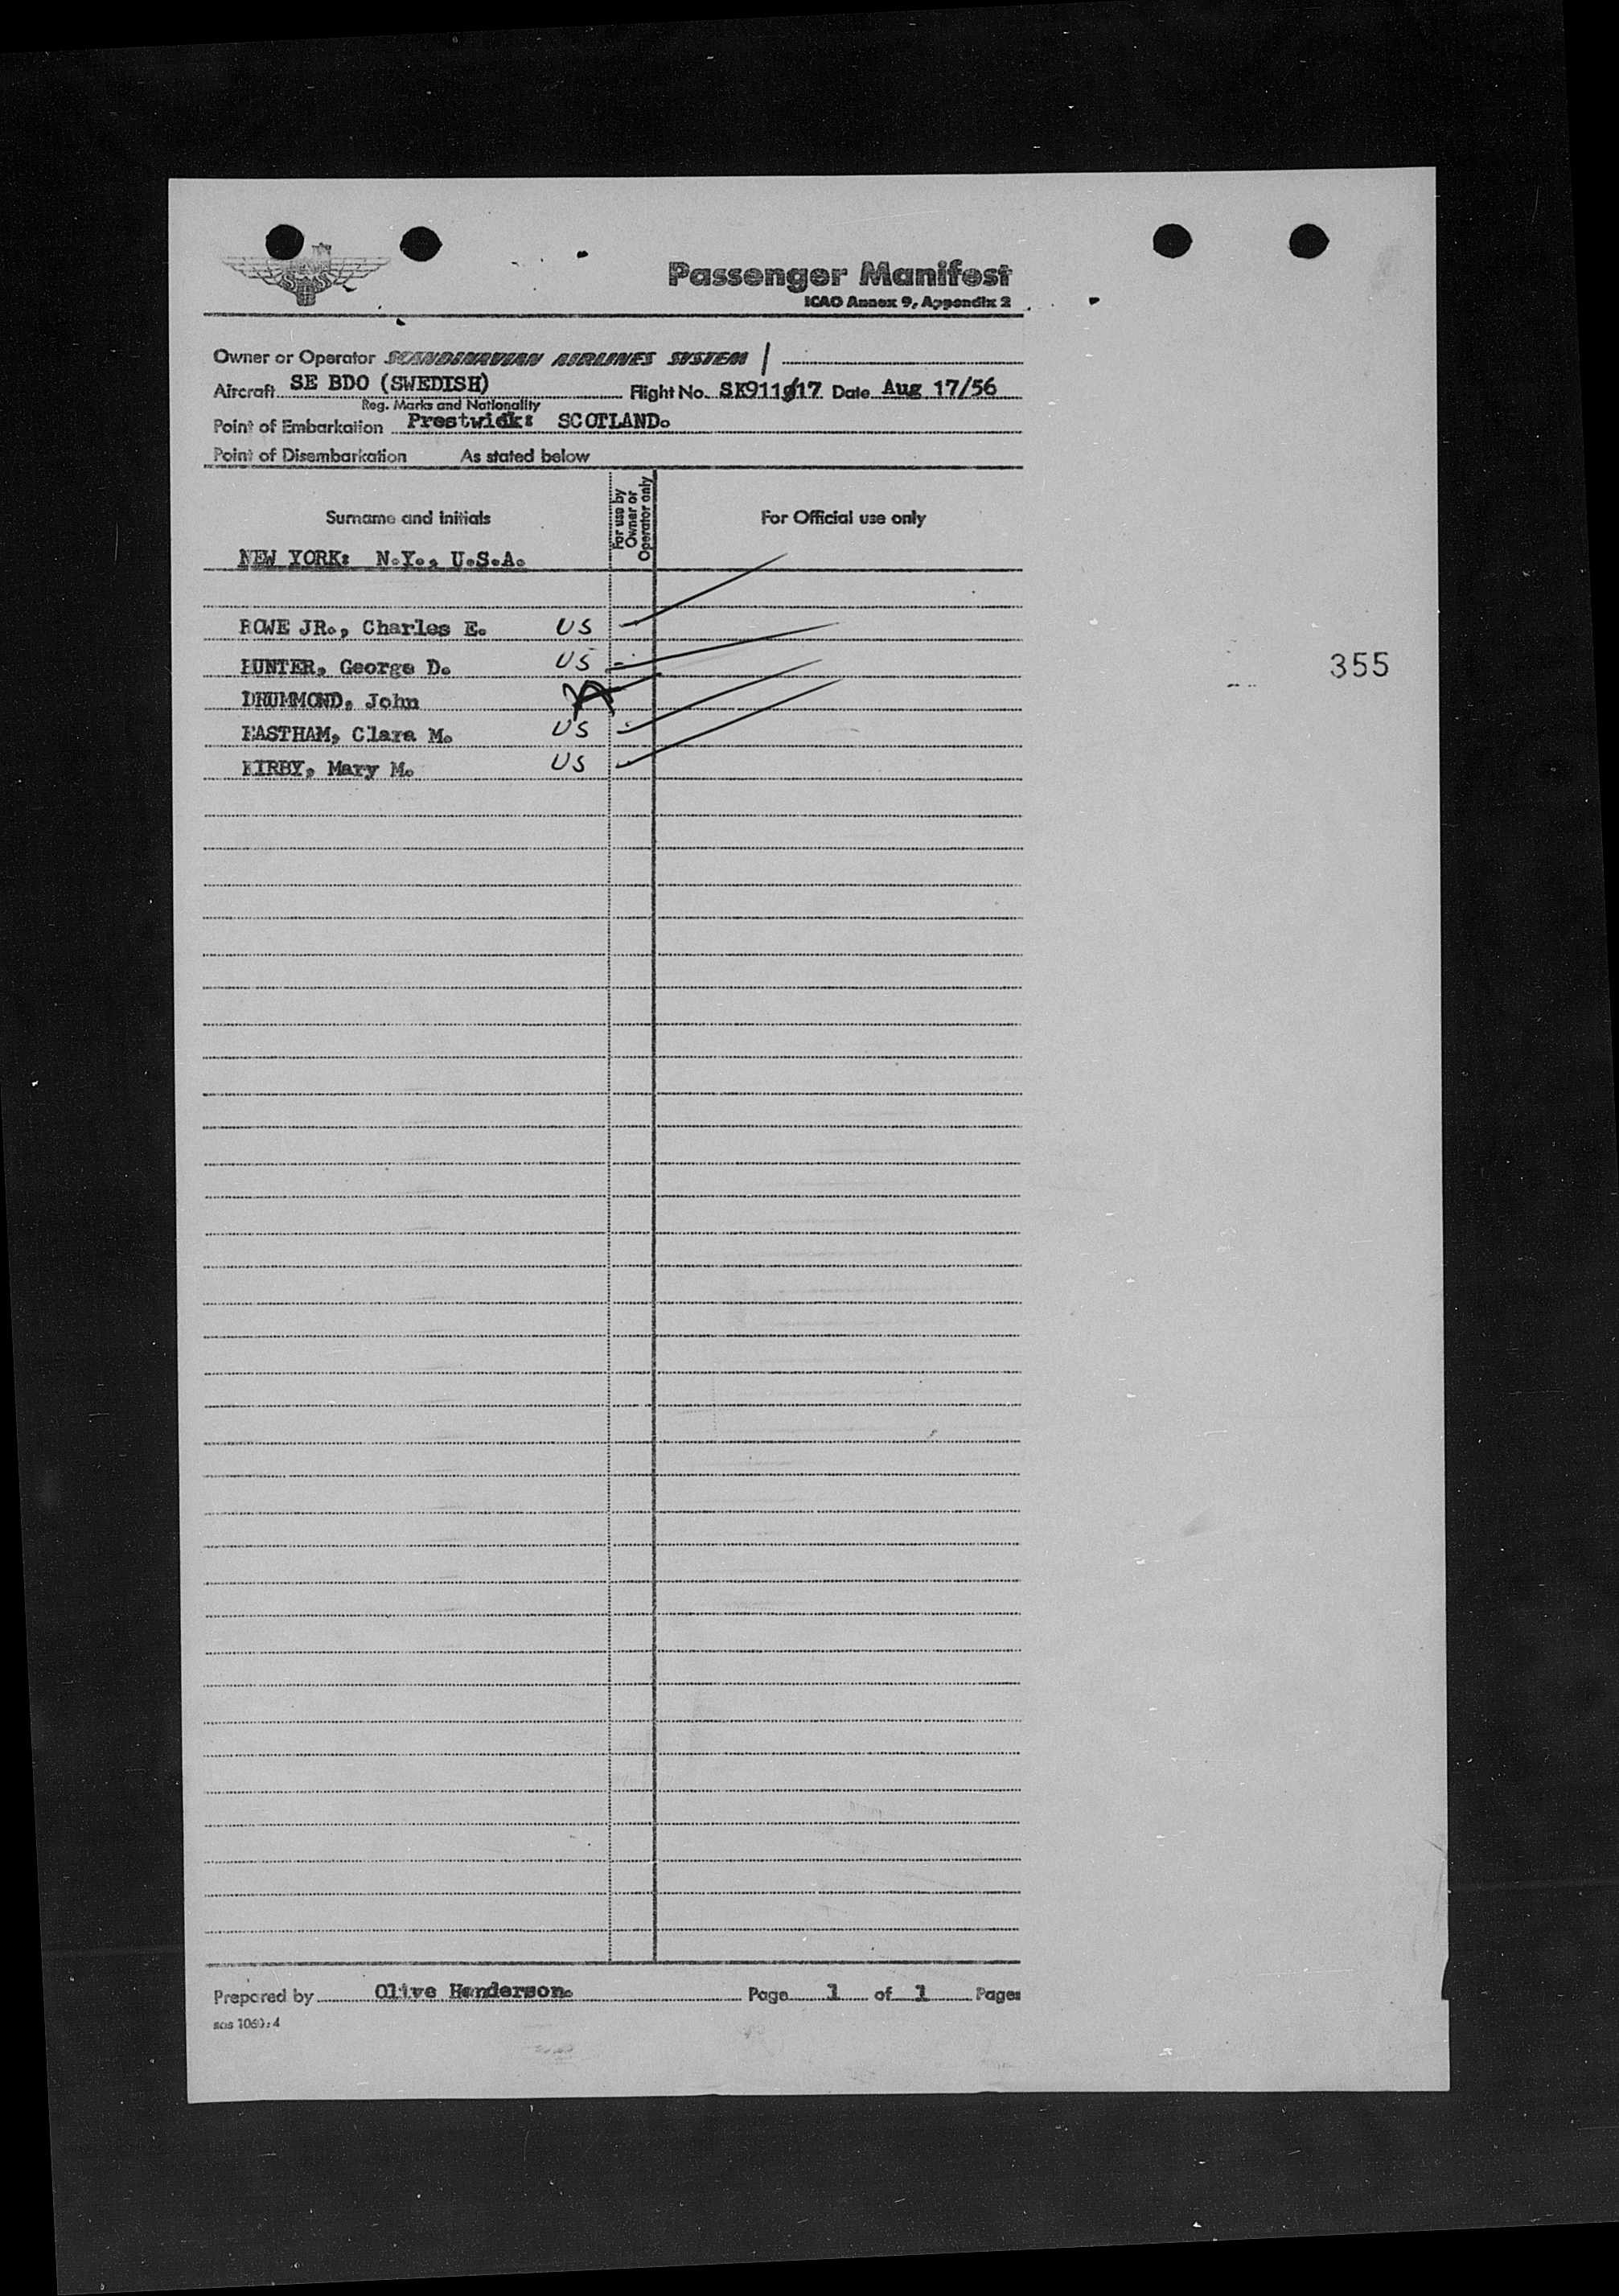 SAS
Passenger Manifest
ICAO Annex 9, Appendix 2
Owner or Operator SCANDINAVIAN AIRLINES SYSTEM
Aircraft SE BDO (SWEDISH) Flight No. SK911/17 Date Aug 17/56
Reg. Marks and Nationality
Point of Embarkation Prestwick: SCOTLAND.
Point of Disembarkation As stated below
Surname and initials For use by Owner or Operator only For Official use only
NEW YORK: N.Y., U.S.A.
ROWE JR., Charles E. US
HUNTER, George D. US
355
DRUMMOND, John
EASTHAM, Clara M. US
KIRBY, Mary M. US
Prepared by Olive Henderson. Page 1 of 1 Pages
sas 1060:4